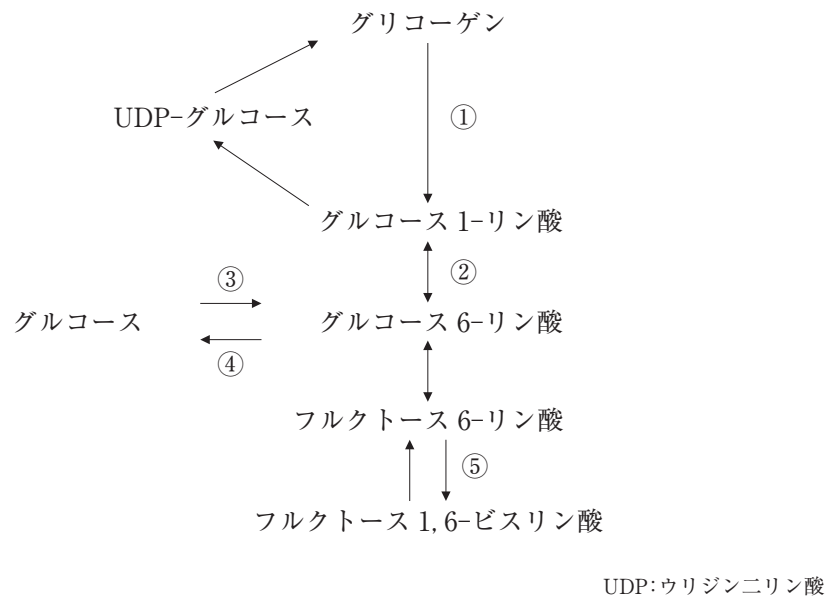 グリコーゲン
UDP-グルコース
①
グルコース 1-リン酸
②
③
グルコース
グルコース 6-リン酸
④
フルクトース 6-リン酸
⑤
フルクトース 1, 6-ビスリン酸
UDP:ウリジン二リン酸